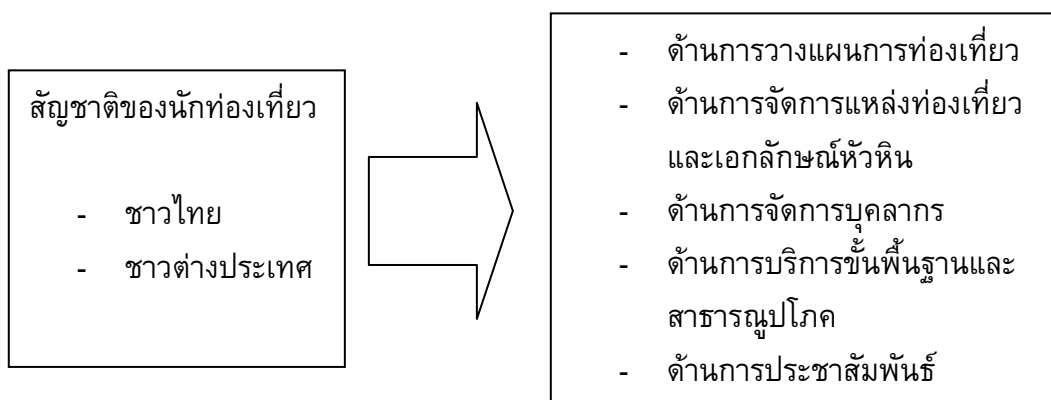 สัญชาติของนักท่องเที่ยว
- ชาวไทย
- ชาวต่างประเทศ
- ด้านการวางแผนการท่องเที่ยว
- ด้านการจัดการแหล่งท่องเที่ยว
และเอกลักษณ์หัวหิน
- ด้านการจัดการบุคลากร
- ด้านการบริการขั้นพื้นฐานและ
สาธารณูปโภค
- ด้านการประชาสัมพันธ์